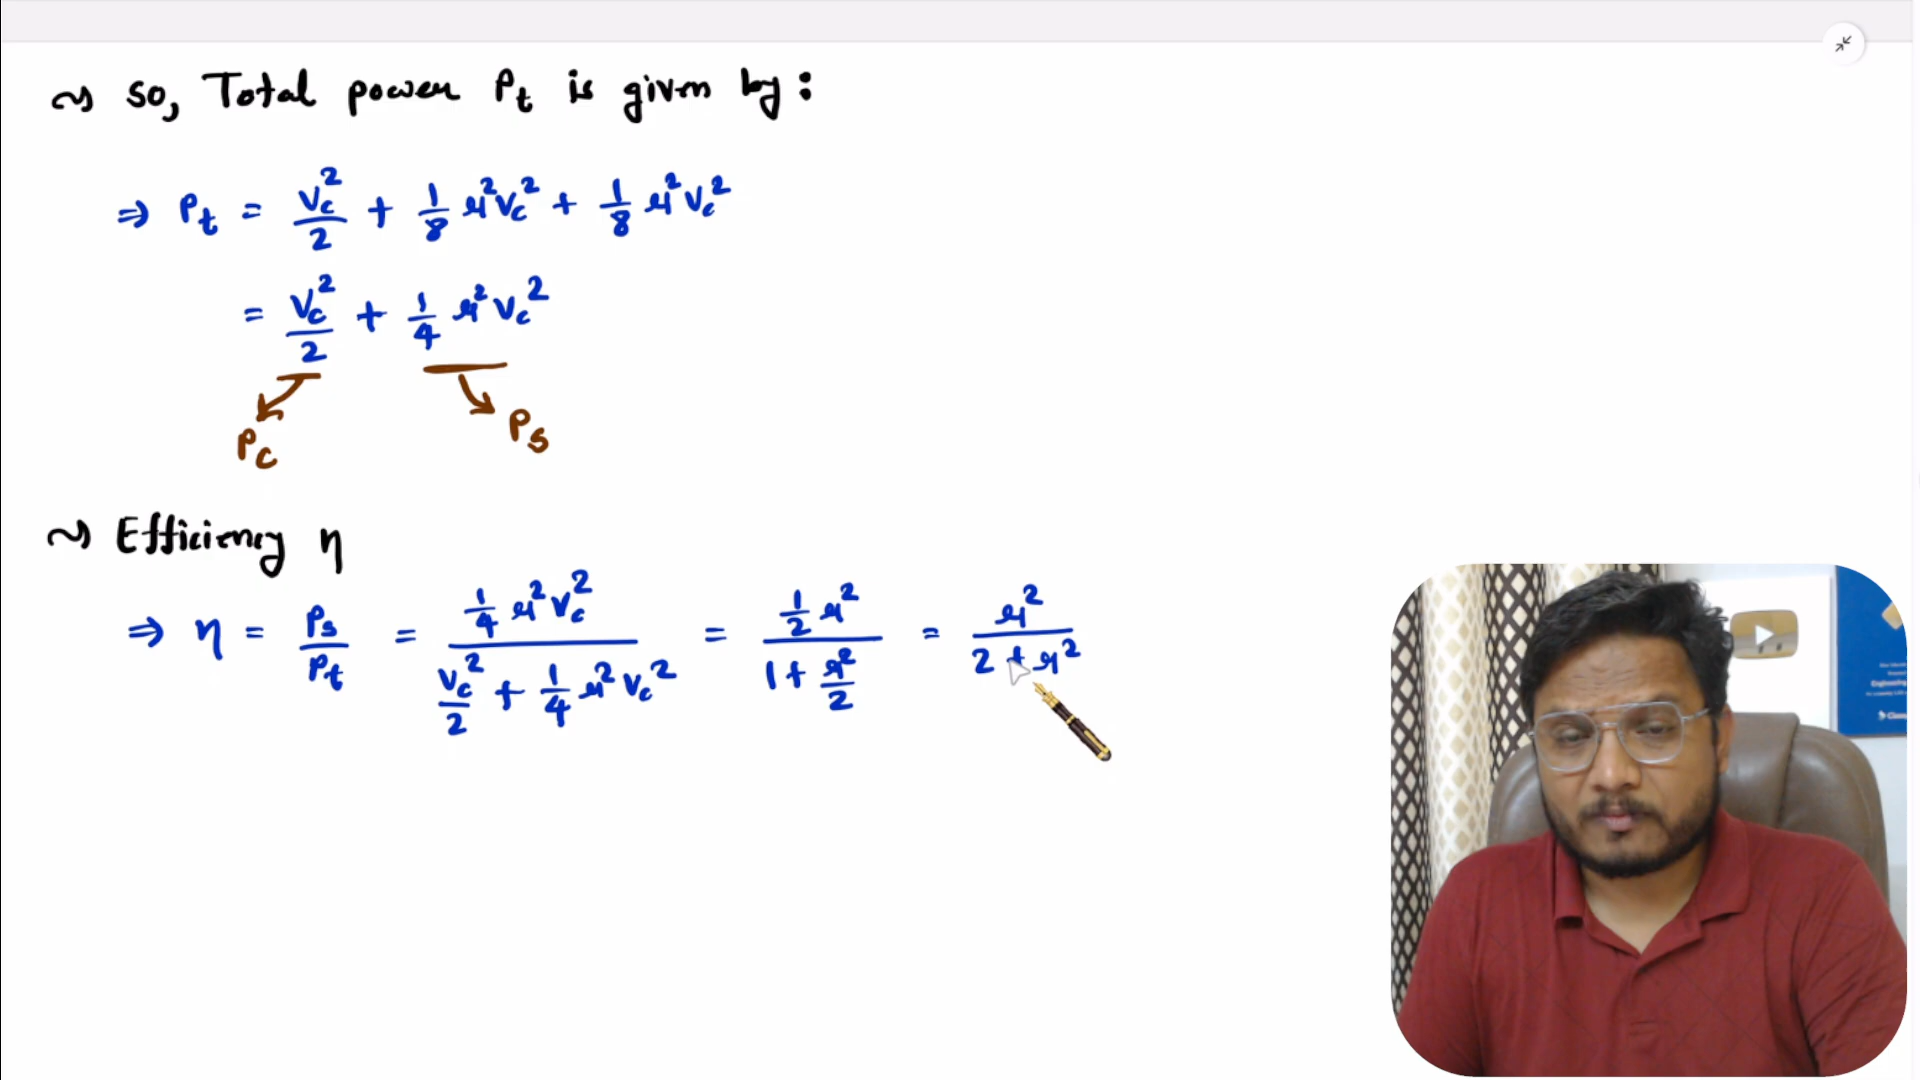 ~> so, Total power Pt is given by:
⇒ Pt = Vc²/2 + 1/8 μ²Vc² + 1/8 μ²Vc²
= Vc²/2 + 1/4 μ²Vc²
Pc Ps
~> Efficiency η
⇒ η = Ps/Pt = (1/4 μ²Vc²)/(Vc²/2 + 1/4 μ²Vc²) = (1/2 μ²)/(1 + μ²/2) = μ²/(2 + μ²)